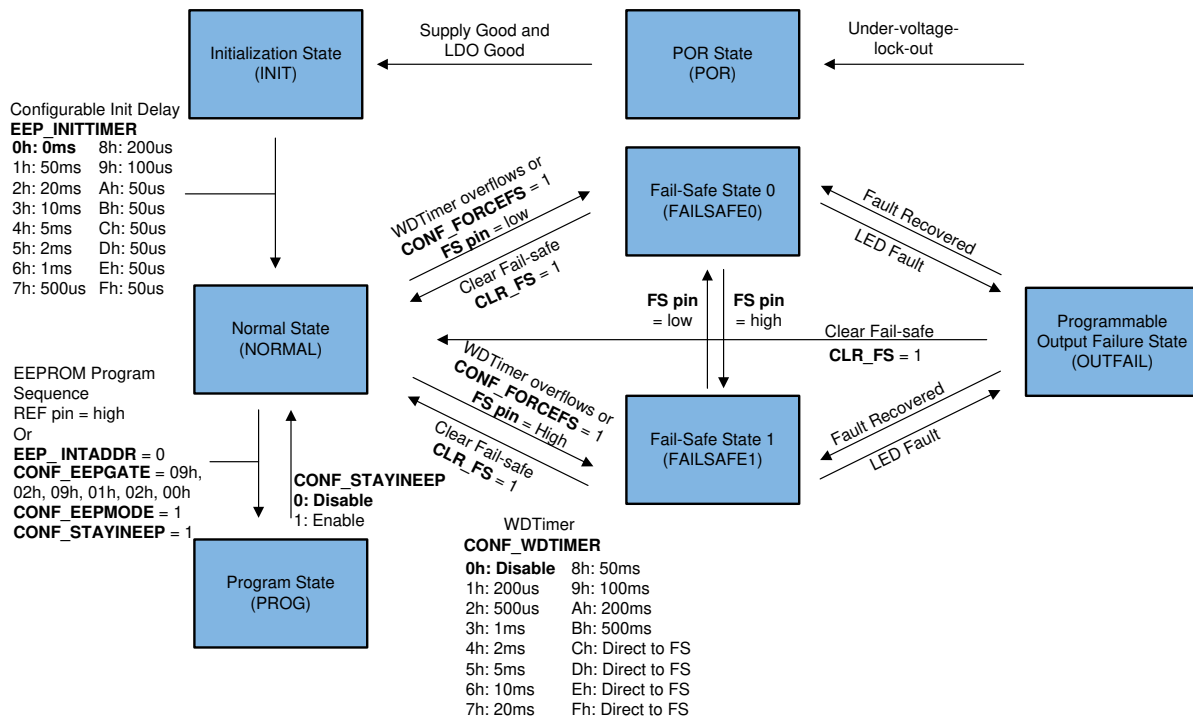 Initialization State
(INIT)
Supply Good and
LDO Good
POR State
(POR)
Under-voltage-
lock-out
Configurable Init Delay
EEP_INITTIMER
0h: 0ms 8h: 200us
1h: 50ms 9h: 100us
2h: 20ms Ah: 50us
3h: 10ms Bh: 50us
4h: 5ms Ch: 50us
5h: 2ms Dh: 50us
6h: 1ms Eh: 50us
7h: 500us Fh: 50us
WDTimer overflows or
CONF_FORCEFS = 1
FS pin = low
Clear Fail-safe
CLR_FS = 1
Fail-Safe State 0
(FAILSAFE0)
Fault Recovered
LED Fault
FS pin
= low
FS pin
= high
Normal State
(NORMAL)
Clear Fail-safe
CLR_FS = 1
Programmable
Output Failure State
(OUTFAIL)
WDTimer overflows or
CONF_FORCEFS = 1
FS pin = High
Clear Fail-safe
CLR_FS = 1
Fail-Safe State 1
(FAILSAFE1)
Fault Recovered
LED Fault
EEPROM Program
Sequence
REF pin = high
Or
EEP_INTADDR = 0
CONF_EEPGATE = 09h,
02h, 09h, 01h, 02h, 00h
CONF_EEPMODE = 1
CONF_STAYINEEP = 1
CONF_STAYINEEP
0: Disable
1: Enable
Program State
(PROG)
WDTimer
CONF_WDTIMER
0h: Disable 8h: 50ms
1h: 200us 9h: 100ms
2h: 500us Ah: 200ms
3h: 1ms Bh: 500ms
4h: 2ms Ch: Direct to FS
5h: 5ms Dh: Direct to FS
6h: 10ms Eh: Direct to FS
7h: 20ms Fh: Direct to FS